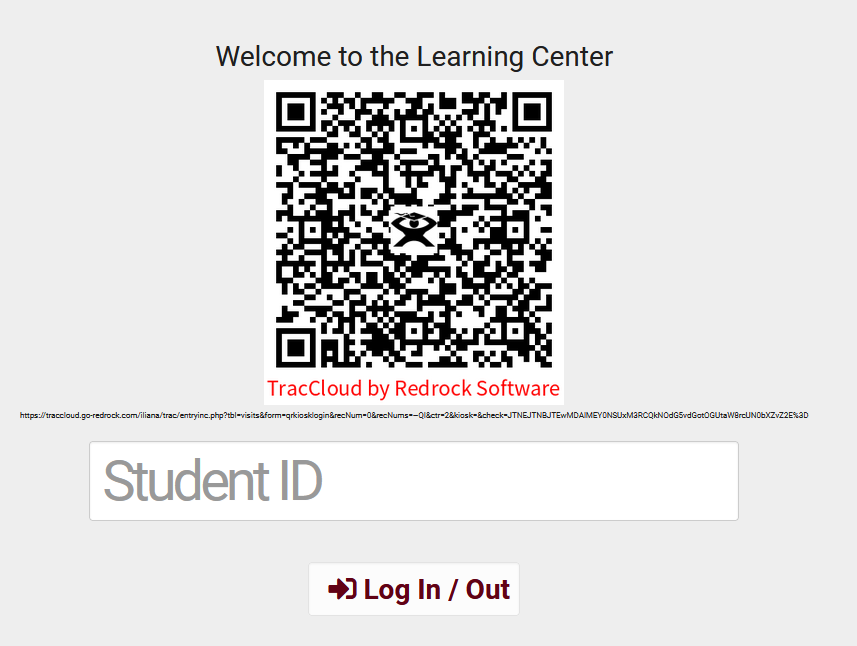 Welcome to the Learning Center
TracCloud by Redrock Software
Student ID
Log In / Out